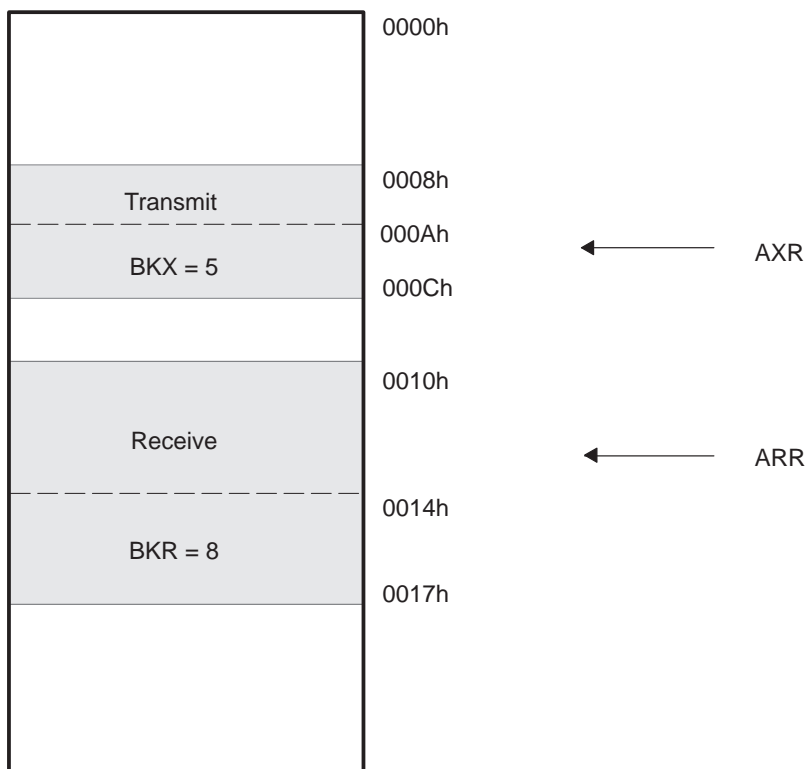 0000h
0008h
Transmit
000Ah
AXR
BKX = 5
000Ch
0010h
Receive
ARR
0014h
BKR = 8
0017h